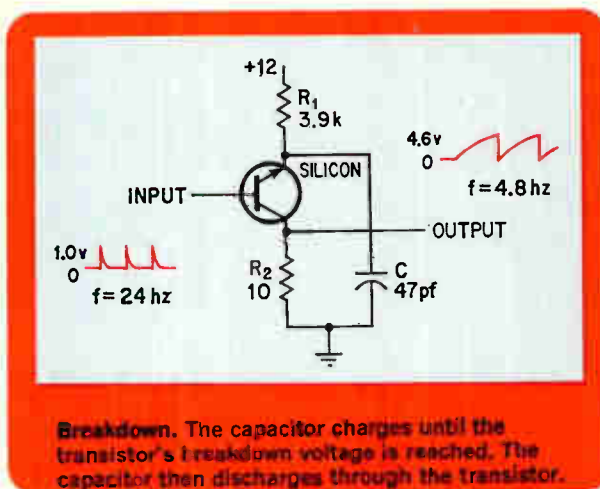 +12
R1
3.9k
4.6v
0
SILICON
f=4.8hz
INPUT
OUTPUT
1.0v
0
R2
10
C
47pf
f=24hz
Breakdown. The capacitor charges until the
transistor's breakdown voltage is reached. The
capacitor then discharges through the transistor.